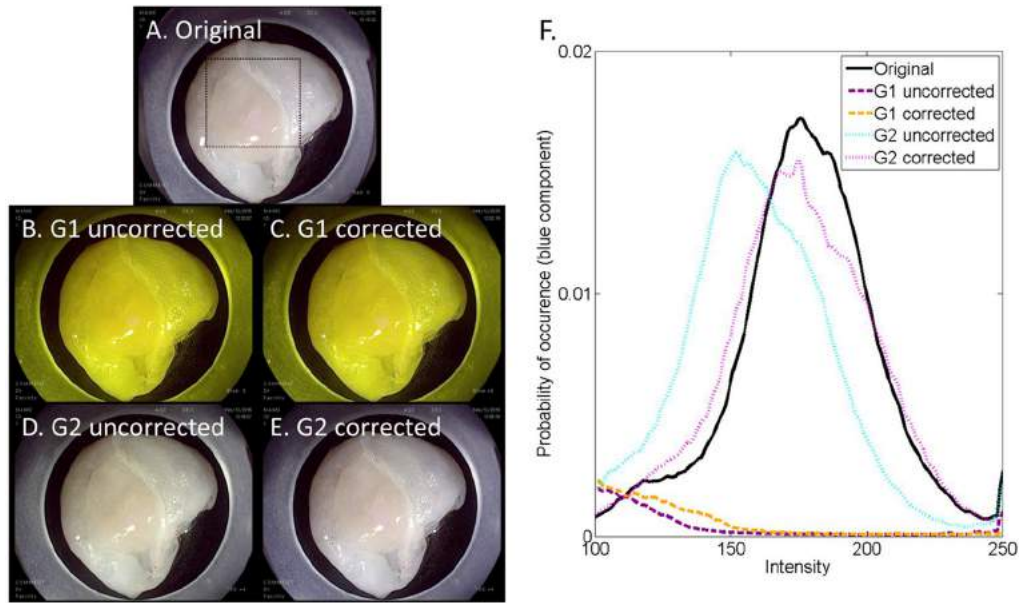 A. Original
B. G1 uncorrected
C. G1 corrected
D. G2 uncorrected
E. G2 corrected
F.
0.02
0.01
0
Probability of occurence (blue component)
Original
G1 uncorrected
G1 corrected
G2 uncorrected
G2 corrected
100
150
200
250
Intensity